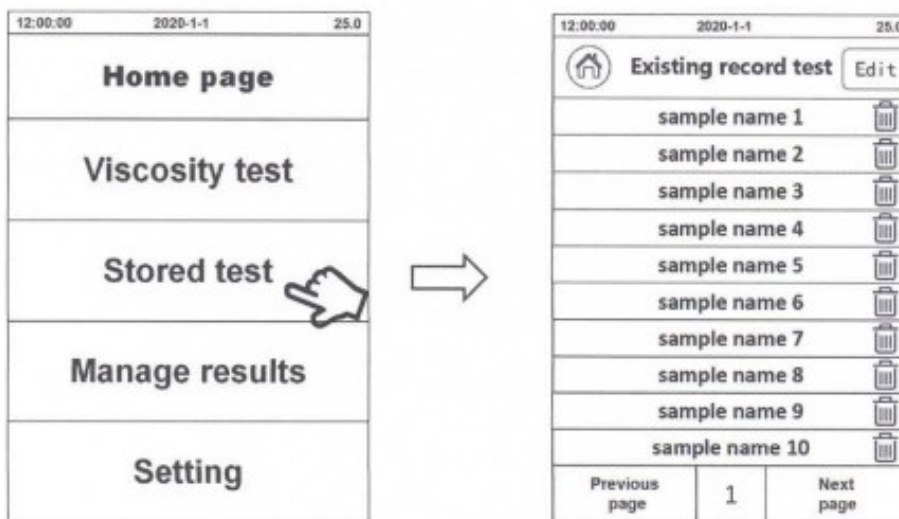 12:00:00 2020-1-1 25.0
Home page
Viscosity test
Stored test
Manage results
Setting
12:00:00 2020-1-1 25.0
Existing record test Edit
sample name 1
sample name 2
sample name 3
sample name 4
sample name 5
sample name 6
sample name 7
sample name 8
sample name 9
sample name 10
Previous page 1 Next page